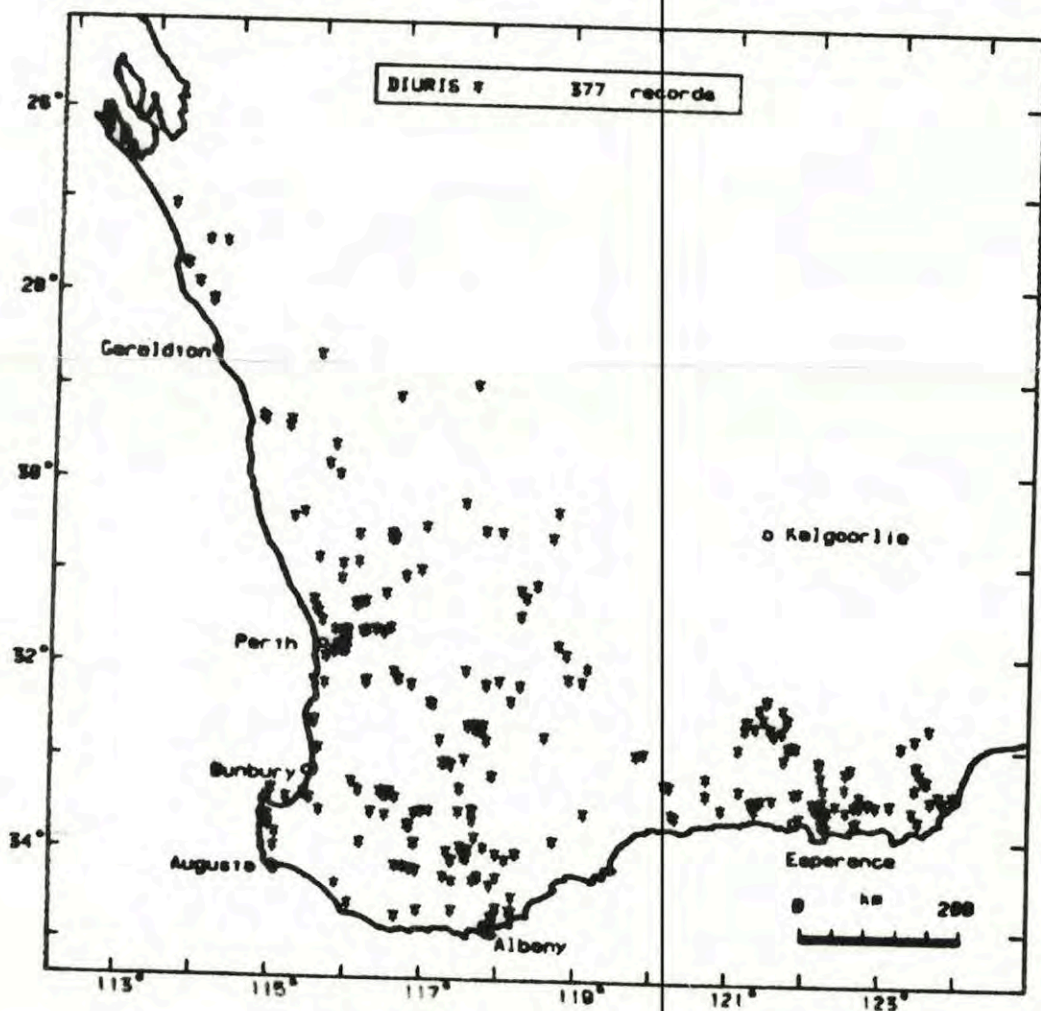 DIURIS * 377 records
26°
28°
Geraldton
30°
Kalgoorlie
Perth
32°
Bunbury
34°
Augusta
Esperance
0 km 200
Albany
113° 115° 117° 119° 121° 123°